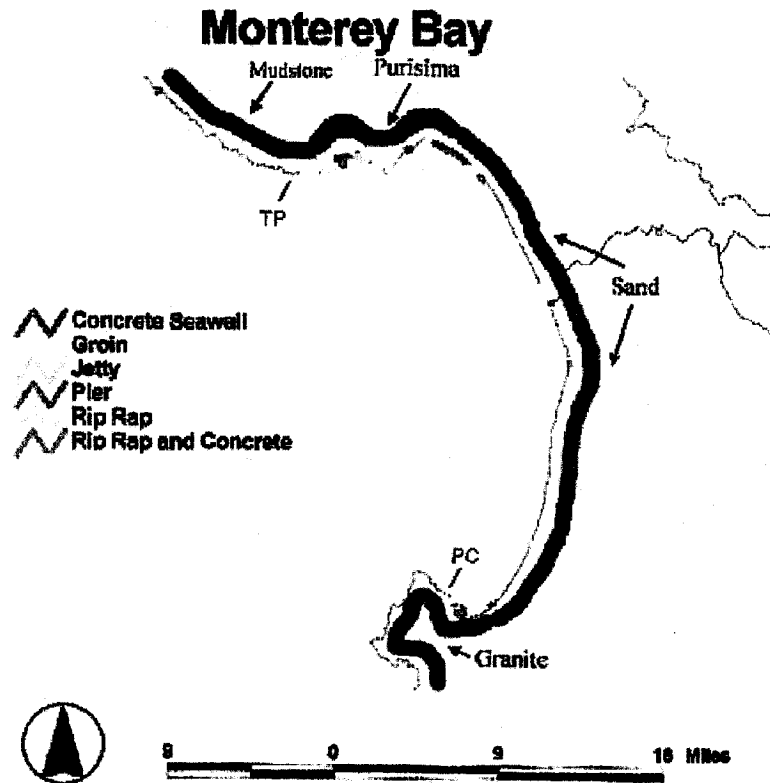 Monterey Bay
Mudstone
Purisima
TP
Sand
Concrete Seawall
Groin
Jetty
Pier
Rip Rap
Rip Rap and Concrete
PC
Granite
9
0
9
18 Miles